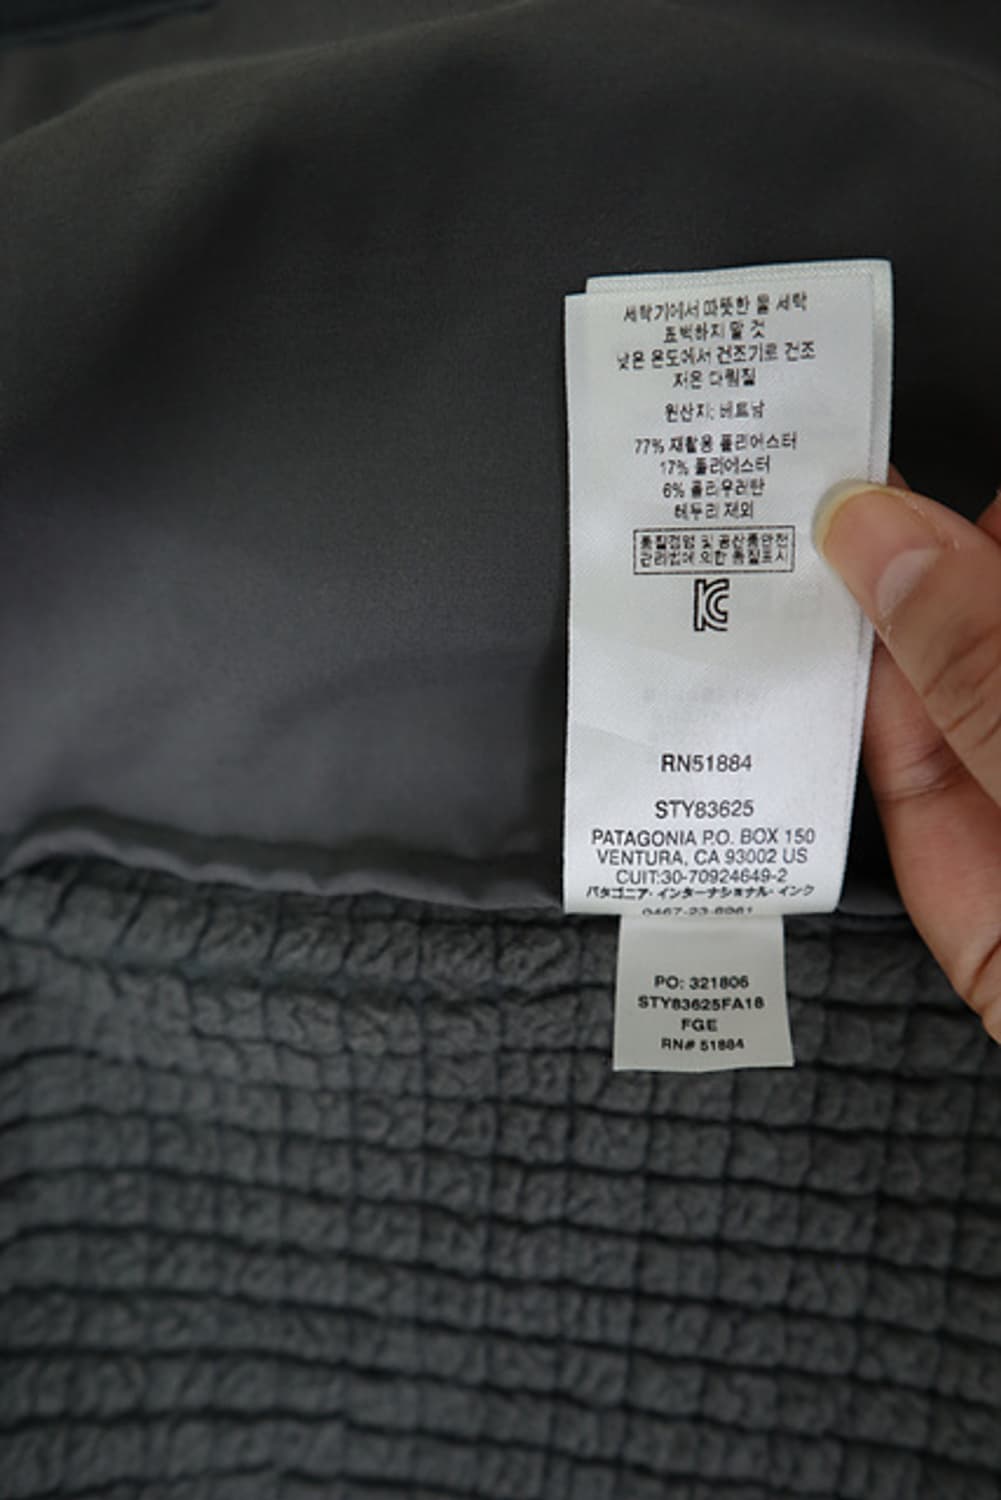 세탁기에서 따뜻한 물 세탁
표백하지 말 것
낮은 온도에서 건조기로 건조
저온 다림질
원산지: 베트남
77% 재활용 폴리에스터
17% 폴리에스터
6% 폴리우레탄
테두리 제외
품질경영 및 공산품안전
관리법에 의한 품질표시
KC
RN51884
STY83625
PATAGONIA P.O. BOX 150
VENTURA, CA 93002 US
CUIT:30-70924649-2
パタゴニア・インターナショナル・インク
0467-23-8961
PO: 321806
STY83625FA18
FGE
RN# 51884